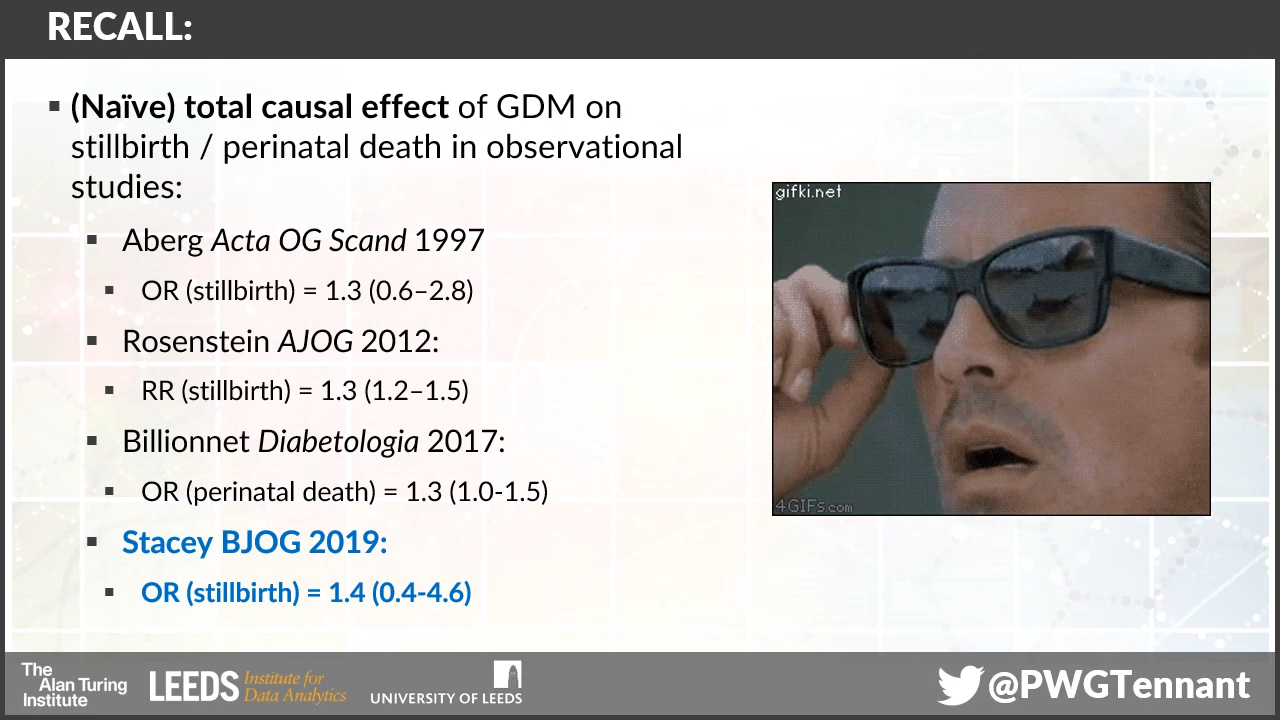 RECALL:
(Naïve) total causal effect of GDM on
stillbirth / perinatal death in observational
studies:
Aberg Acta OG Scand 1997
OR (stillbirth) = 1.3 (0.6–2.8)
Rosenstein AJOG 2012:
RR (stillbirth) = 1.3 (1.2–1.5)
Billionnet Diabetologia 2017:
OR (perinatal death) = 1.3 (1.0-1.5)
Stacey BJOG 2019:
OR (stillbirth) = 1.4 (0.4-4.6)
gifki.net
4GIFs.com
The
Alan Turing
Institute
LEEDS Institute for
Data Analytics
UNIVERSITY OF LEEDS
@PWGTennant